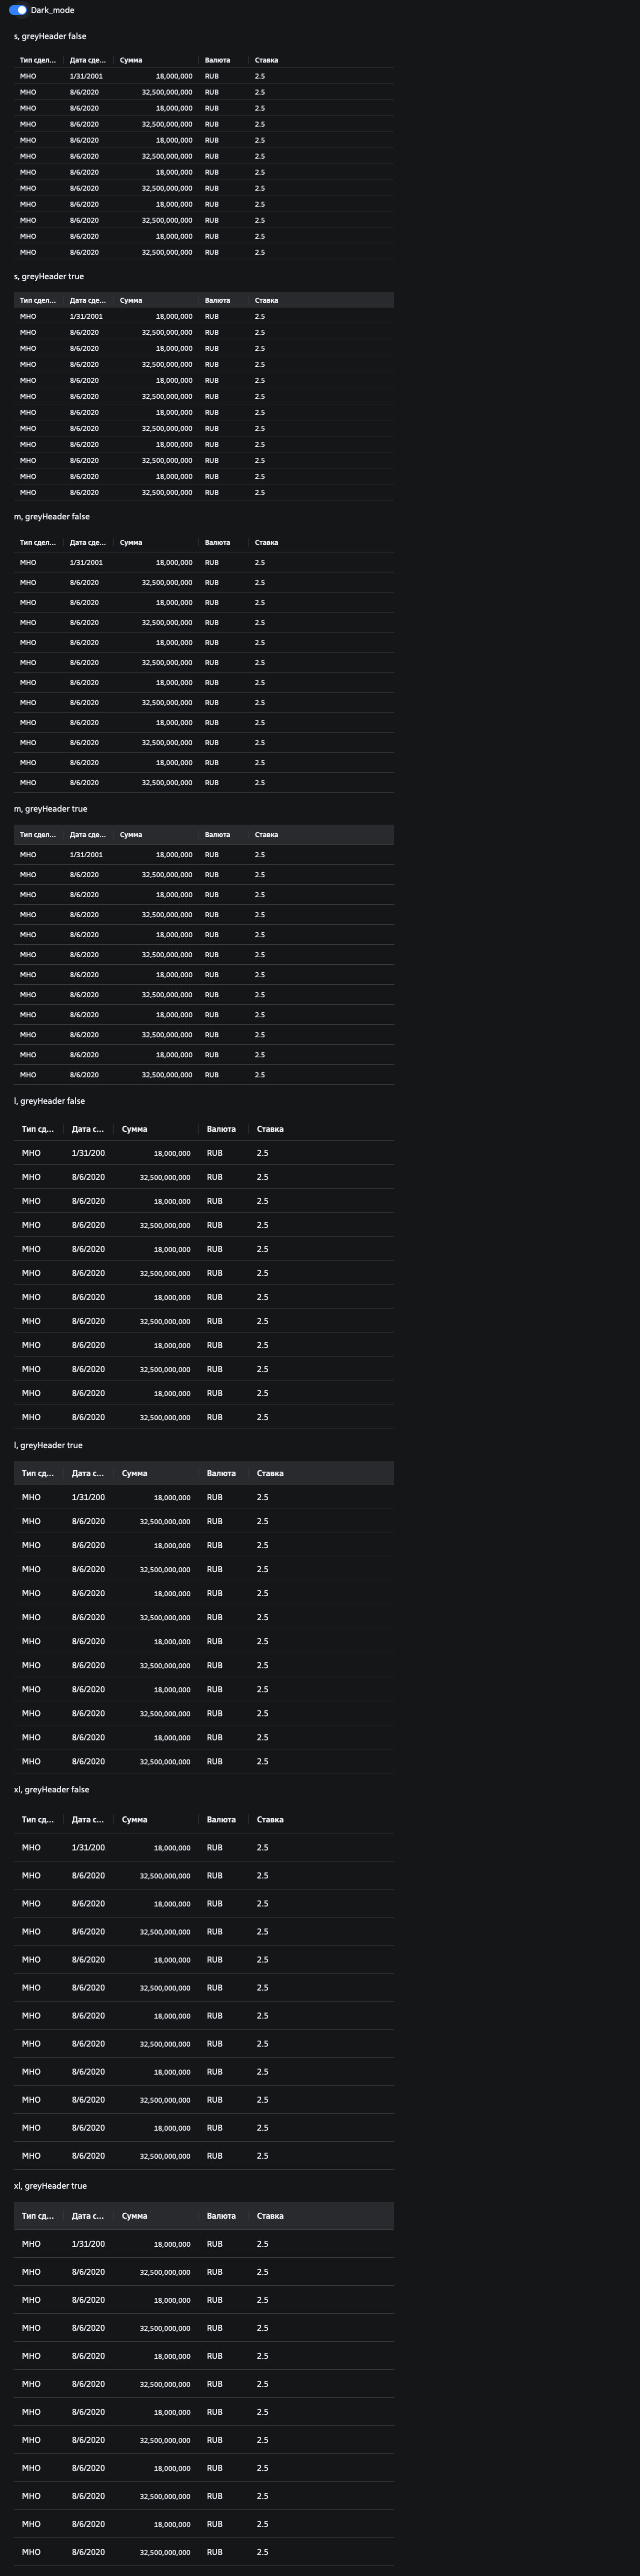 Dark_mode
s, greyHeader false
Тип сдел... Дата сде... Сумма Валюта Ставка
МНО 1/31/2001 18,000,000 RUB 2.5
МНО 8/6/2020 32,500,000,000 RUB 2.5
МНО 8/6/2020 18,000,000 RUB 2.5
МНО 8/6/2020 32,500,000,000 RUB 2.5
МНО 8/6/2020 18,000,000 RUB 2.5
МНО 8/6/2020 32,500,000,000 RUB 2.5
МНО 8/6/2020 18,000,000 RUB 2.5
МНО 8/6/2020 32,500,000,000 RUB 2.5
МНО 8/6/2020 18,000,000 RUB 2.5
МНО 8/6/2020 32,500,000,000 RUB 2.5
МНО 8/6/2020 18,000,000 RUB 2.5
МНО 8/6/2020 32,500,000,000 RUB 2.5
s, greyHeader true
Тип сдел... Дата сде... Сумма Валюта Ставка
МНО 1/31/2001 18,000,000 RUB 2.5
МНО 8/6/2020 32,500,000,000 RUB 2.5
МНО 8/6/2020 18,000,000 RUB 2.5
МНО 8/6/2020 32,500,000,000 RUB 2.5
МНО 8/6/2020 18,000,000 RUB 2.5
МНО 8/6/2020 32,500,000,000 RUB 2.5
МНО 8/6/2020 18,000,000 RUB 2.5
МНО 8/6/2020 32,500,000,000 RUB 2.5
МНО 8/6/2020 18,000,000 RUB 2.5
МНО 8/6/2020 32,500,000,000 RUB 2.5
МНО 8/6/2020 18,000,000 RUB 2.5
МНО 8/6/2020 32,500,000,000 RUB 2.5
m, greyHeader false
Тип сдел... Дата сде... Сумма Валюта Ставка
МНО 1/31/2001 18,000,000 RUB 2.5
МНО 8/6/2020 32,500,000,000 RUB 2.5
МНО 8/6/2020 18,000,000 RUB 2.5
МНО 8/6/2020 32,500,000,000 RUB 2.5
МНО 8/6/2020 18,000,000 RUB 2.5
МНО 8/6/2020 32,500,000,000 RUB 2.5
МНО 8/6/2020 18,000,000 RUB 2.5
МНО 8/6/2020 32,500,000,000 RUB 2.5
МНО 8/6/2020 18,000,000 RUB 2.5
МНО 8/6/2020 32,500,000,000 RUB 2.5
МНО 8/6/2020 18,000,000 RUB 2.5
МНО 8/6/2020 32,500,000,000 RUB 2.5
m, greyHeader true
Тип сдел... Дата сде... Сумма Валюта Ставка
МНО 1/31/2001 18,000,000 RUB 2.5
МНО 8/6/2020 32,500,000,000 RUB 2.5
МНО 8/6/2020 18,000,000 RUB 2.5
МНО 8/6/2020 32,500,000,000 RUB 2.5
МНО 8/6/2020 18,000,000 RUB 2.5
МНО 8/6/2020 32,500,000,000 RUB 2.5
МНО 8/6/2020 18,000,000 RUB 2.5
МНО 8/6/2020 32,500,000,000 RUB 2.5
МНО 8/6/2020 18,000,000 RUB 2.5
МНО 8/6/2020 32,500,000,000 RUB 2.5
МНО 8/6/2020 18,000,000 RUB 2.5
МНО 8/6/2020 32,500,000,000 RUB 2.5
l, greyHeader false
Тип сд... Дата с... Сумма Валюта Ставка
МНО 1/31/200 18,000,000 RUB 2.5
МНО 8/6/2020 32,500,000,000 RUB 2.5
МНО 8/6/2020 18,000,000 RUB 2.5
МНО 8/6/2020 32,500,000,000 RUB 2.5
МНО 8/6/2020 18,000,000 RUB 2.5
МНО 8/6/2020 32,500,000,000 RUB 2.5
МНО 8/6/2020 18,000,000 RUB 2.5
МНО 8/6/2020 32,500,000,000 RUB 2.5
МНО 8/6/2020 18,000,000 RUB 2.5
МНО 8/6/2020 32,500,000,000 RUB 2.5
МНО 8/6/2020 18,000,000 RUB 2.5
МНО 8/6/2020 32,500,000,000 RUB 2.5
l, greyHeader true
Тип сд... Дата с... Сумма Валюта Ставка
МНО 1/31/200 18,000,000 RUB 2.5
МНО 8/6/2020 32,500,000,000 RUB 2.5
МНО 8/6/2020 18,000,000 RUB 2.5
МНО 8/6/2020 32,500,000,000 RUB 2.5
МНО 8/6/2020 18,000,000 RUB 2.5
МНО 8/6/2020 32,500,000,000 RUB 2.5
МНО 8/6/2020 18,000,000 RUB 2.5
МНО 8/6/2020 32,500,000,000 RUB 2.5
МНО 8/6/2020 18,000,000 RUB 2.5
МНО 8/6/2020 32,500,000,000 RUB 2.5
МНО 8/6/2020 18,000,000 RUB 2.5
МНО 8/6/2020 32,500,000,000 RUB 2.5
xl, greyHeader false
Тип сд... Дата с... Сумма Валюта Ставка
МНО 1/31/200 18,000,000 RUB 2.5
МНО 8/6/2020 32,500,000,000 RUB 2.5
МНО 8/6/2020 18,000,000 RUB 2.5
МНО 8/6/2020 32,500,000,000 RUB 2.5
МНО 8/6/2020 18,000,000 RUB 2.5
МНО 8/6/2020 32,500,000,000 RUB 2.5
МНО 8/6/2020 18,000,000 RUB 2.5
МНО 8/6/2020 32,500,000,000 RUB 2.5
МНО 8/6/2020 18,000,000 RUB 2.5
МНО 8/6/2020 32,500,000,000 RUB 2.5
МНО 8/6/2020 18,000,000 RUB 2.5
МНО 8/6/2020 32,500,000,000 RUB 2.5
xl, greyHeader true
Тип сд... Дата с... Сумма Валюта Ставка
МНО 1/31/200 18,000,000 RUB 2.5
МНО 8/6/2020 32,500,000,000 RUB 2.5
МНО 8/6/2020 18,000,000 RUB 2.5
МНО 8/6/2020 32,500,000,000 RUB 2.5
МНО 8/6/2020 18,000,000 RUB 2.5
МНО 8/6/2020 32,500,000,000 RUB 2.5
МНО 8/6/2020 18,000,000 RUB 2.5
МНО 8/6/2020 32,500,000,000 RUB 2.5
МНО 8/6/2020 18,000,000 RUB 2.5
МНО 8/6/2020 32,500,000,000 RUB 2.5
МНО 8/6/2020 18,000,000 RUB 2.5
МНО 8/6/2020 32,500,000,000 RUB 2.5